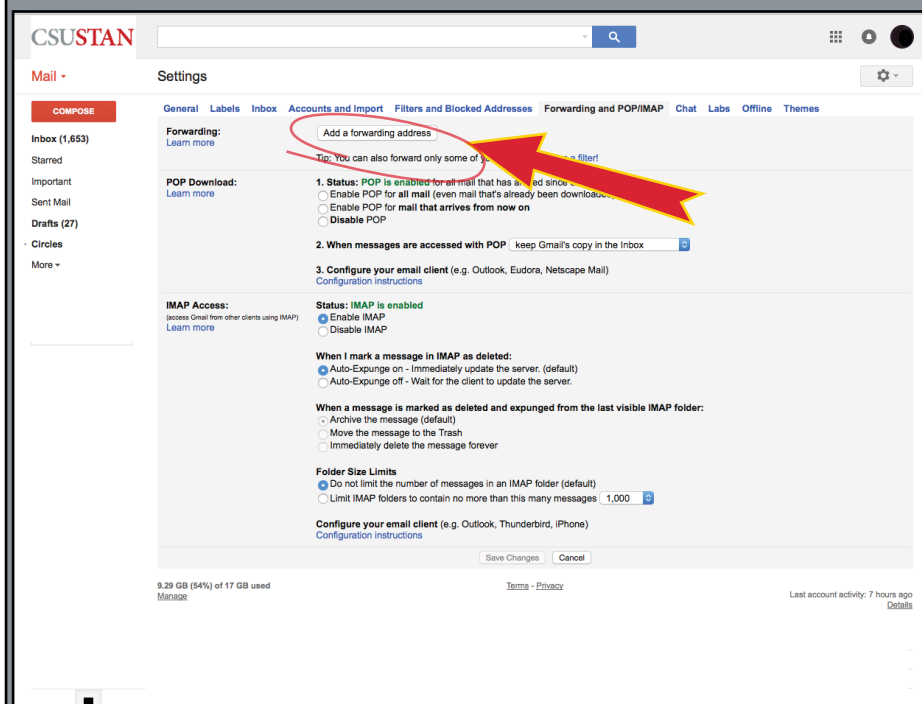 CSUSTAN
Mail
Settings
COMPOSE
General Labels Inbox Accounts and Import Filters and Blocked Addresses Forwarding and POP/IMAP Chat Labs Offline Themes
Inbox (1,653)
Starred
Important
Sent Mail
Drafts (27)
Circles
More
Forwarding:
Learn more
Add a forwarding address
Tip: You can also forward only some of a filter!
POP Download:
Learn more
1. Status: POP is enabled for all mail that has since
Enable POP for all mail (even mail that's already been downloaded)
Enable POP for mail that arrives from now on
Disable POP
2. When messages are accessed with POP keep Gmail's copy in the Inbox
3. Configure your email client (e.g. Outlook, Eudora, Netscape Mail)
Configuration instructions
IMAP Access:
(access Gmail from other clients using IMAP)
Learn more
Status: IMAP is enabled
Enable IMAP
Disable IMAP
When I mark a message in IMAP as deleted:
Auto-Expunge on - Immediately update the server. (default)
Auto-Expunge off - Wait for the client to update the server.
When a message is marked as deleted and expunged from the last visible IMAP folder:
Archive the message (default)
Move the message to the Trash
Immediately delete the message forever
Folder Size Limits
Do not limit the number of messages in an IMAP folder (default)
Limit IMAP folders to contain no more than this many messages 1,000
Configure your email client (e.g. Outlook, Thunderbird, iPhone)
Configuration instructions
Save Changes Cancel
9.29 GB (54%) of 17 GB used
Manage
Terms - Privacy
Last account activity: 7 hours ago
Details